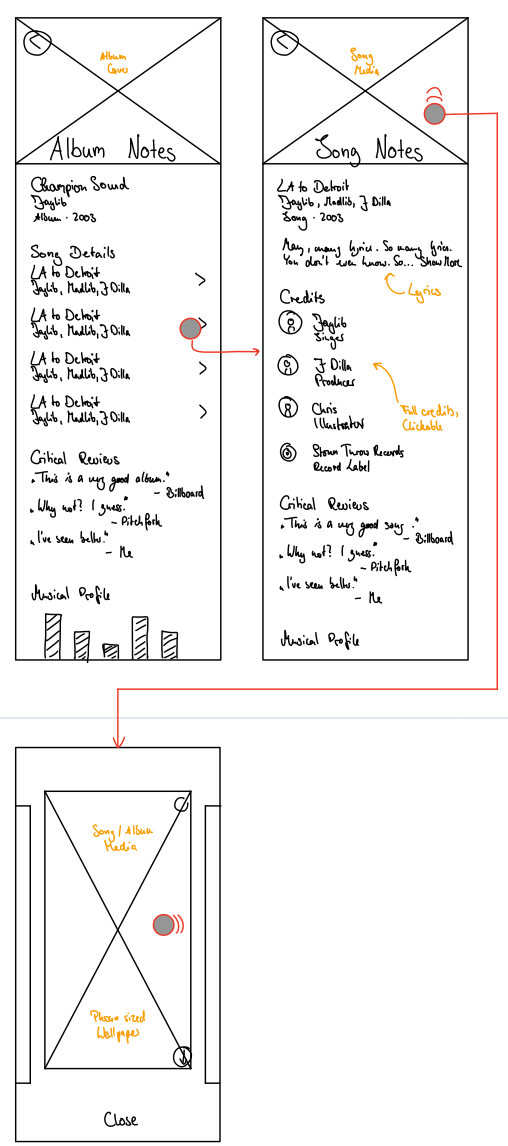 Album
Cover
Album Notes
Champion Sound
Jaylib
Album · 2003
Song Details
LA to Detroit
Jaylib, Madlib, J Dilla
LA to Detroit
Jaylib, Madlib, J Dilla
LA to Detroit
Jaylib, Madlib, J Dilla
LA to Detroit
Jaylib, Madlib, J Dilla
Critical Reviews
„This is a very good album."
– Billboard
„Why not? I guess."
– Pitchfork
„I've seen better."
– Me
Musical Profile
Song
Media
Song Notes
LA to Detroit
Jaylib, Madlib, J Dilla
Song · 2003
Many, many lyrics. So many lyrics.
You don't even know. So... Show More
Lyrics
Credits
Jaylib
Singer
J Dilla
Producer
Chris
Illustrator
Full credits,
Clickable
Stones Throw Records
Record Label
Critical Reviews
„This is a very good song."
– Billboard
„Why not? I guess."
– Pitchfork
„I've seen better."
– Me
Musical Profile
Song / Album
Media
Phone sized
Wallpaper
Close